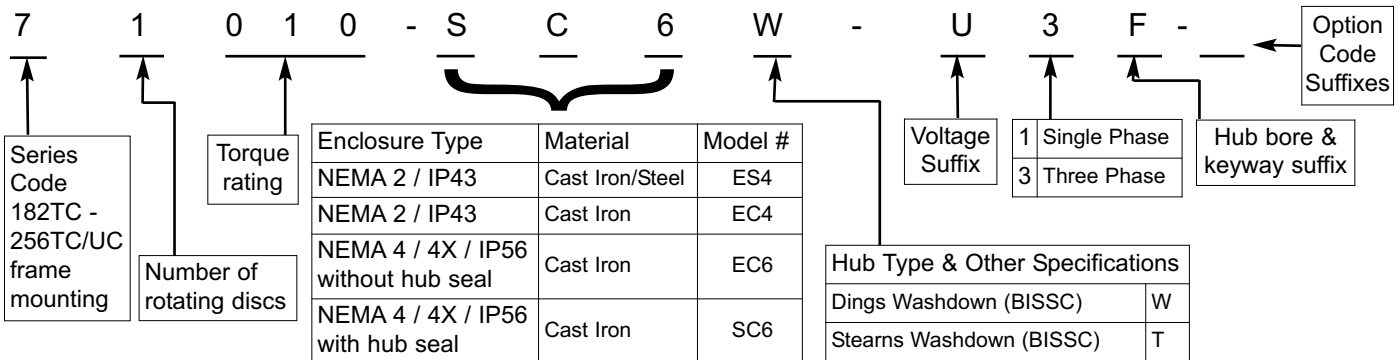 7 1 0 1 0 - S C 6 W - U 3 F -
Option
Code
Suffixes
Series
Code
182TC -
256TC/UC
frame
mounting
Number of
rotating discs
Torque
rating
Enclosure Type Material Model #
NEMA 2 / IP43 Cast Iron/Steel ES4
NEMA 2 / IP43 Cast Iron EC4
NEMA 4 / 4X / IP56
without hub seal Cast Iron EC6
NEMA 4 / 4X / IP56
with hub seal Cast Iron SC6
Voltage
Suffix
1 Single Phase
3 Three Phase
Hub bore &
keyway suffix
Hub Type & Other Specifications
Dings Washdown (BISSC) W
Stearns Washdown (BISSC) T